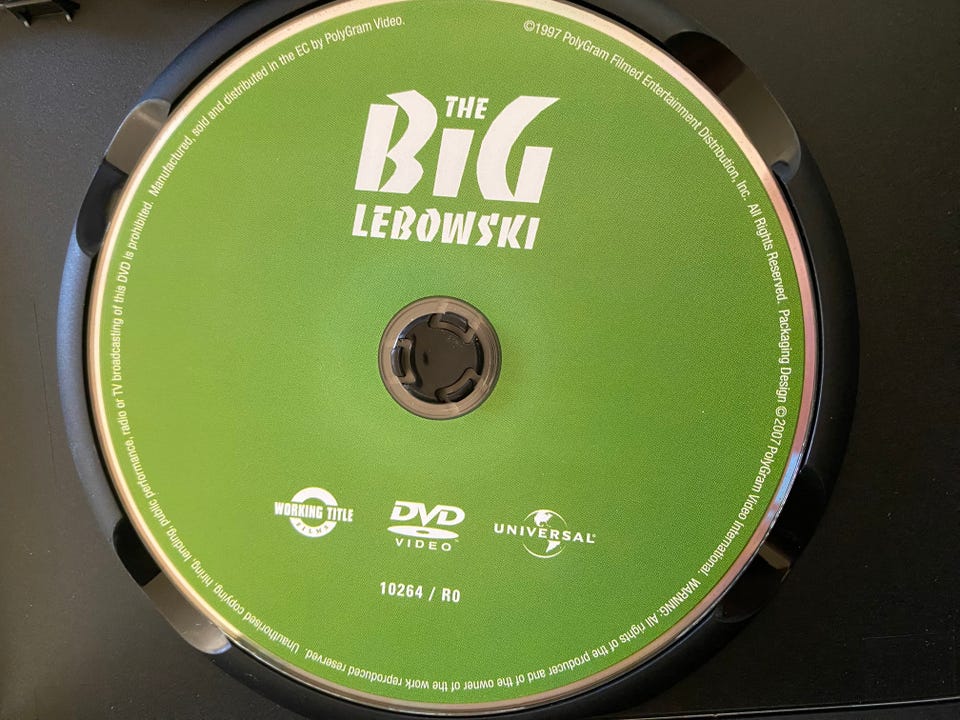 THE
BiG
LEBOWSKI
WORKING TITLE
FILMS
DVD
VIDEO™
UNIVERSAL®
10264 / R0
©1997 PolyGram Filmed Entertainment Distribution, Inc. All Rights Reserved. Packaging Design ©2007 PolyGram Video International. WARNING: All rights of the producer and of the owner of the work reproduced reserved. Unauthorised copying, hiring, lending, public performance, radio or TV broadcasting of this DVD is prohibited. Manufactured, sold and distributed in the EC by PolyGram Video.